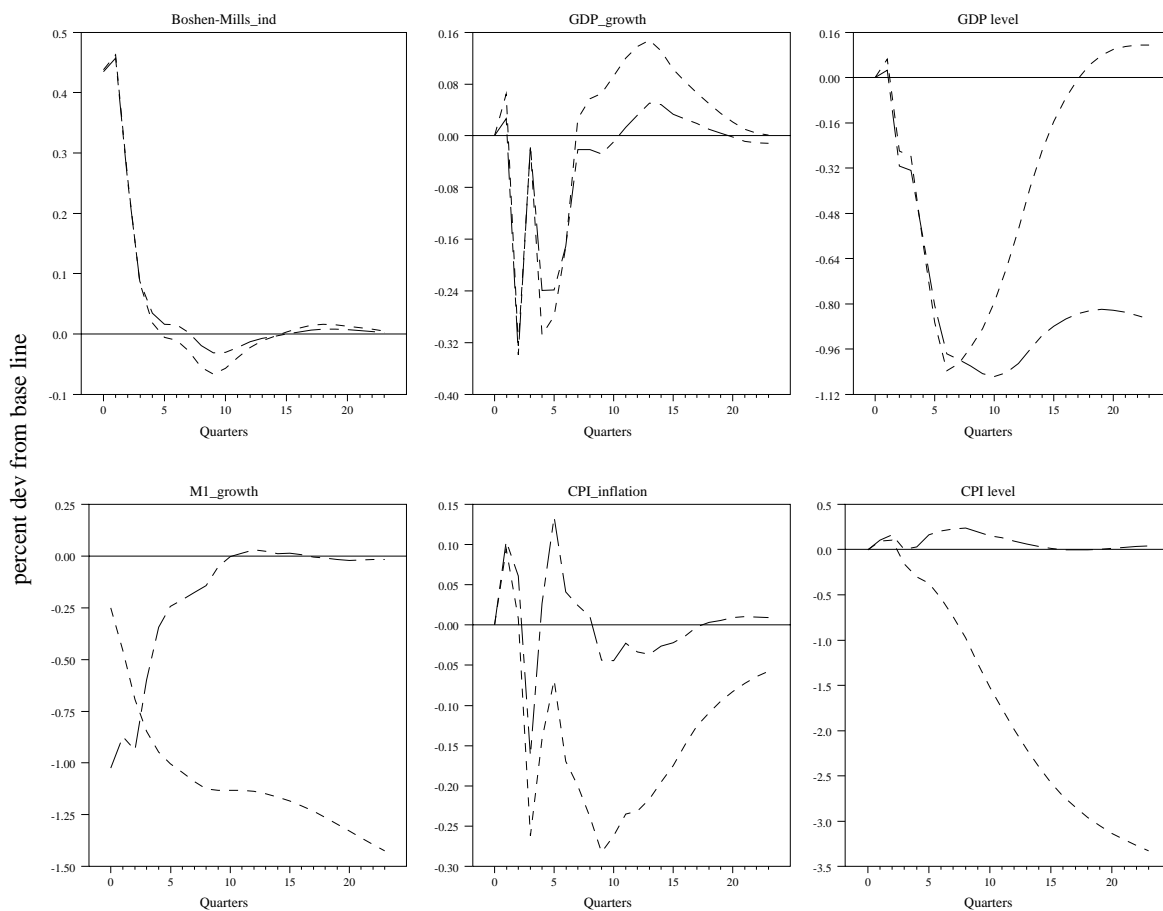 percent dev from base line
Boshen-Mills_ind
0.5
0.4
0.3
0.2
0.1
0.0
-0.1
0 5 10 15 20
Quarters
GDP_growth
0.16
0.08
0.00
-0.08
-0.16
-0.24
-0.32
-0.40
0 5 10 15 20
Quarters
GDP level
0.16
0.00
-0.16
-0.32
-0.48
-0.64
-0.80
-0.96
-1.12
0 5 10 15 20
Quarters
M1_growth
0.25
0.00
-0.25
-0.50
-0.75
-1.00
-1.25
-1.50
0 5 10 15 20
Quarters
CPI_inflation
0.15
0.10
0.05
-0.00
-0.05
-0.10
-0.15
-0.20
-0.25
-0.30
0 5 10 15 20
Quarters
CPI level
0.5
0.0
-0.5
-1.0
-1.5
-2.0
-2.5
-3.0
-3.5
0 5 10 15 20
Quarters